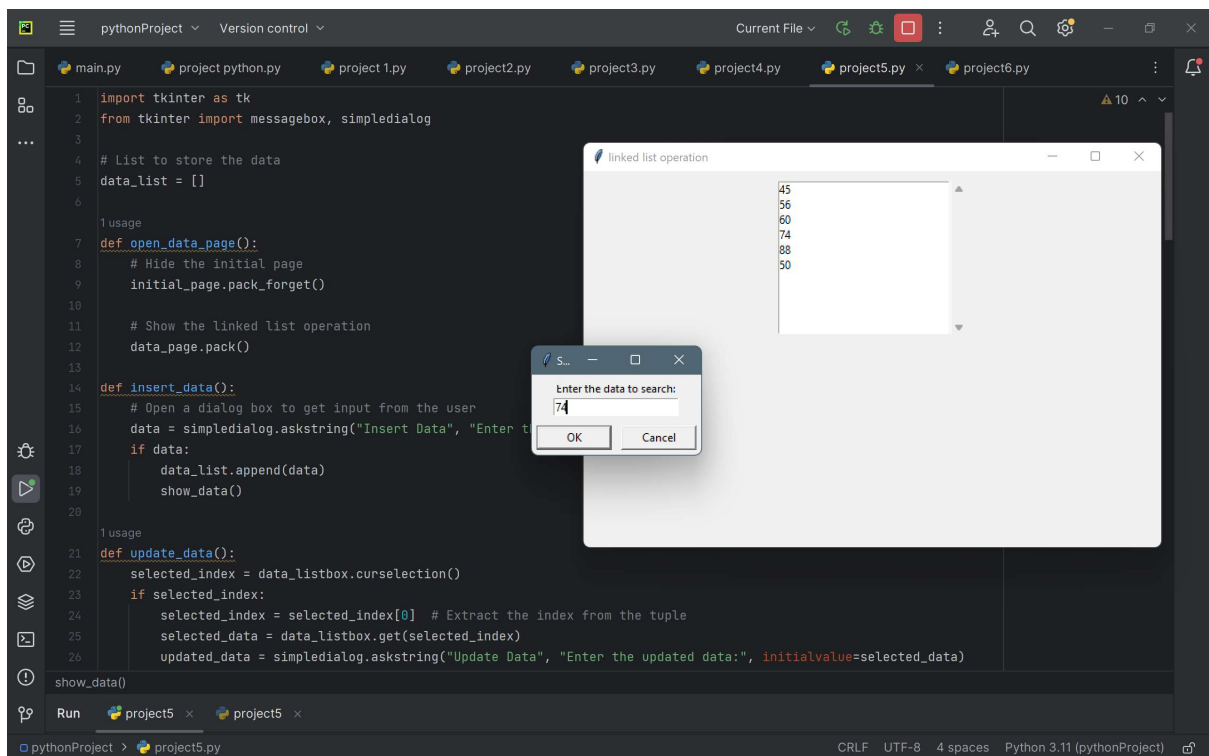 PC pythonProject Version control Current File
main.py project python.py project 1.py project2.py project3.py project4.py project5.py project6.py
1 import tkinter as tk
10
2 from tkinter import messagebox, simpledialog
3
4 # List to store the data
5 data_list = []
6
1 usage
7 def open_data_page():
8 # Hide the initial page
9 initial_page.pack_forget()
10
11 # Show the linked list operation
12 data_page.pack()
13
14 def insert_data():
15 # Open a dialog box to get input from the user
16 data = simpledialog.askstring("Insert Data", "Enter t
17 if data:
18 data_list.append(data)
19 show_data()
20
1 usage
21 def update_data():
22 selected_index = data_listbox.curselection()
23 if selected_index:
24 selected_index = selected_index[0] # Extract the index from the tuple
25 selected_data = data_listbox.get(selected_index)
26 updated_data = simpledialog.askstring("Update Data", "Enter the updated data:", initialvalue=selected_data)
linked list operation
45
56
60
74
88
50
S...
Enter the data to search:
74
OK Cancel
show_data()
Run project5 project5
pythonProject > project5.py CRLF UTF-8 4 spaces Python 3.11 (pythonProject)